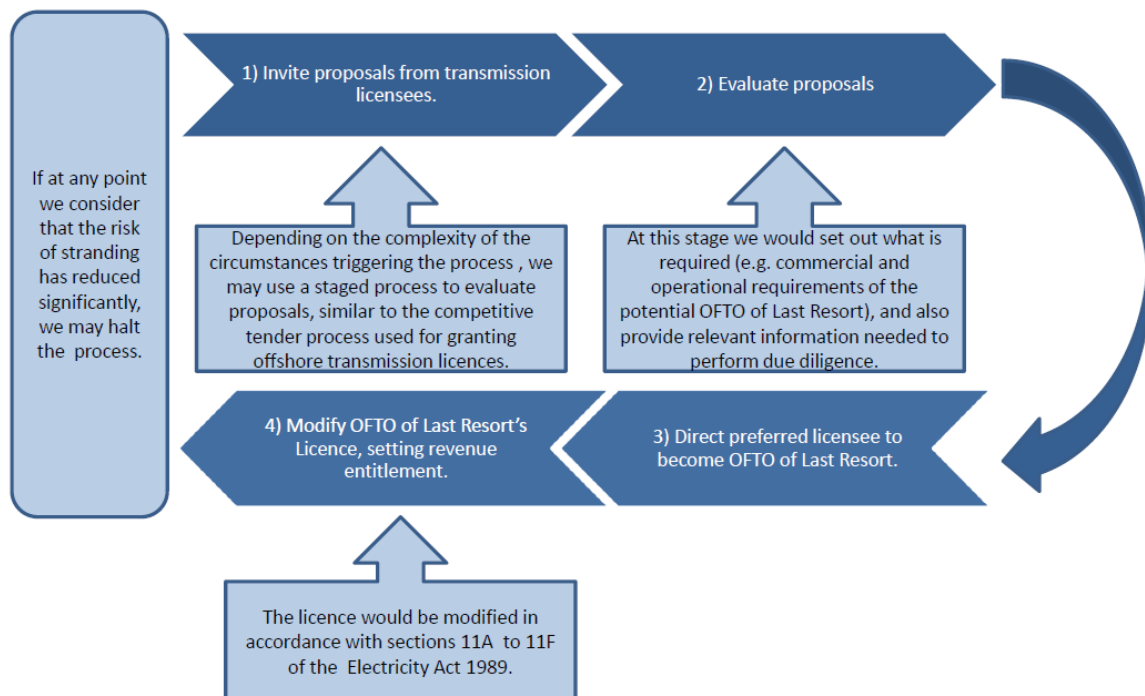 If at any point
we consider
that the risk
of stranding
has reduced
significantly,
we may halt
the process.
1) Invite proposals from transmission
licensees.
2) Evaluate proposals
Depending on the complexity of the
circumstances triggering the process , we
may use a staged process to evaluate
proposals, similar to the competitive
tender process used for granting
offshore transmission licences.
At this stage we would set out what is
required (e.g. commercial and
operational requirements of the
potential OFTO of Last Resort), and also
provide relevant information needed to
perform due diligence.
3) Direct preferred licensee to
become OFTO of Last Resort.
4) Modify OFTO of Last Resort’s
Licence, setting revenue
entitlement.
The licence would be modified in
accordance with sections 11A to 11F
of the Electricity Act 1989.